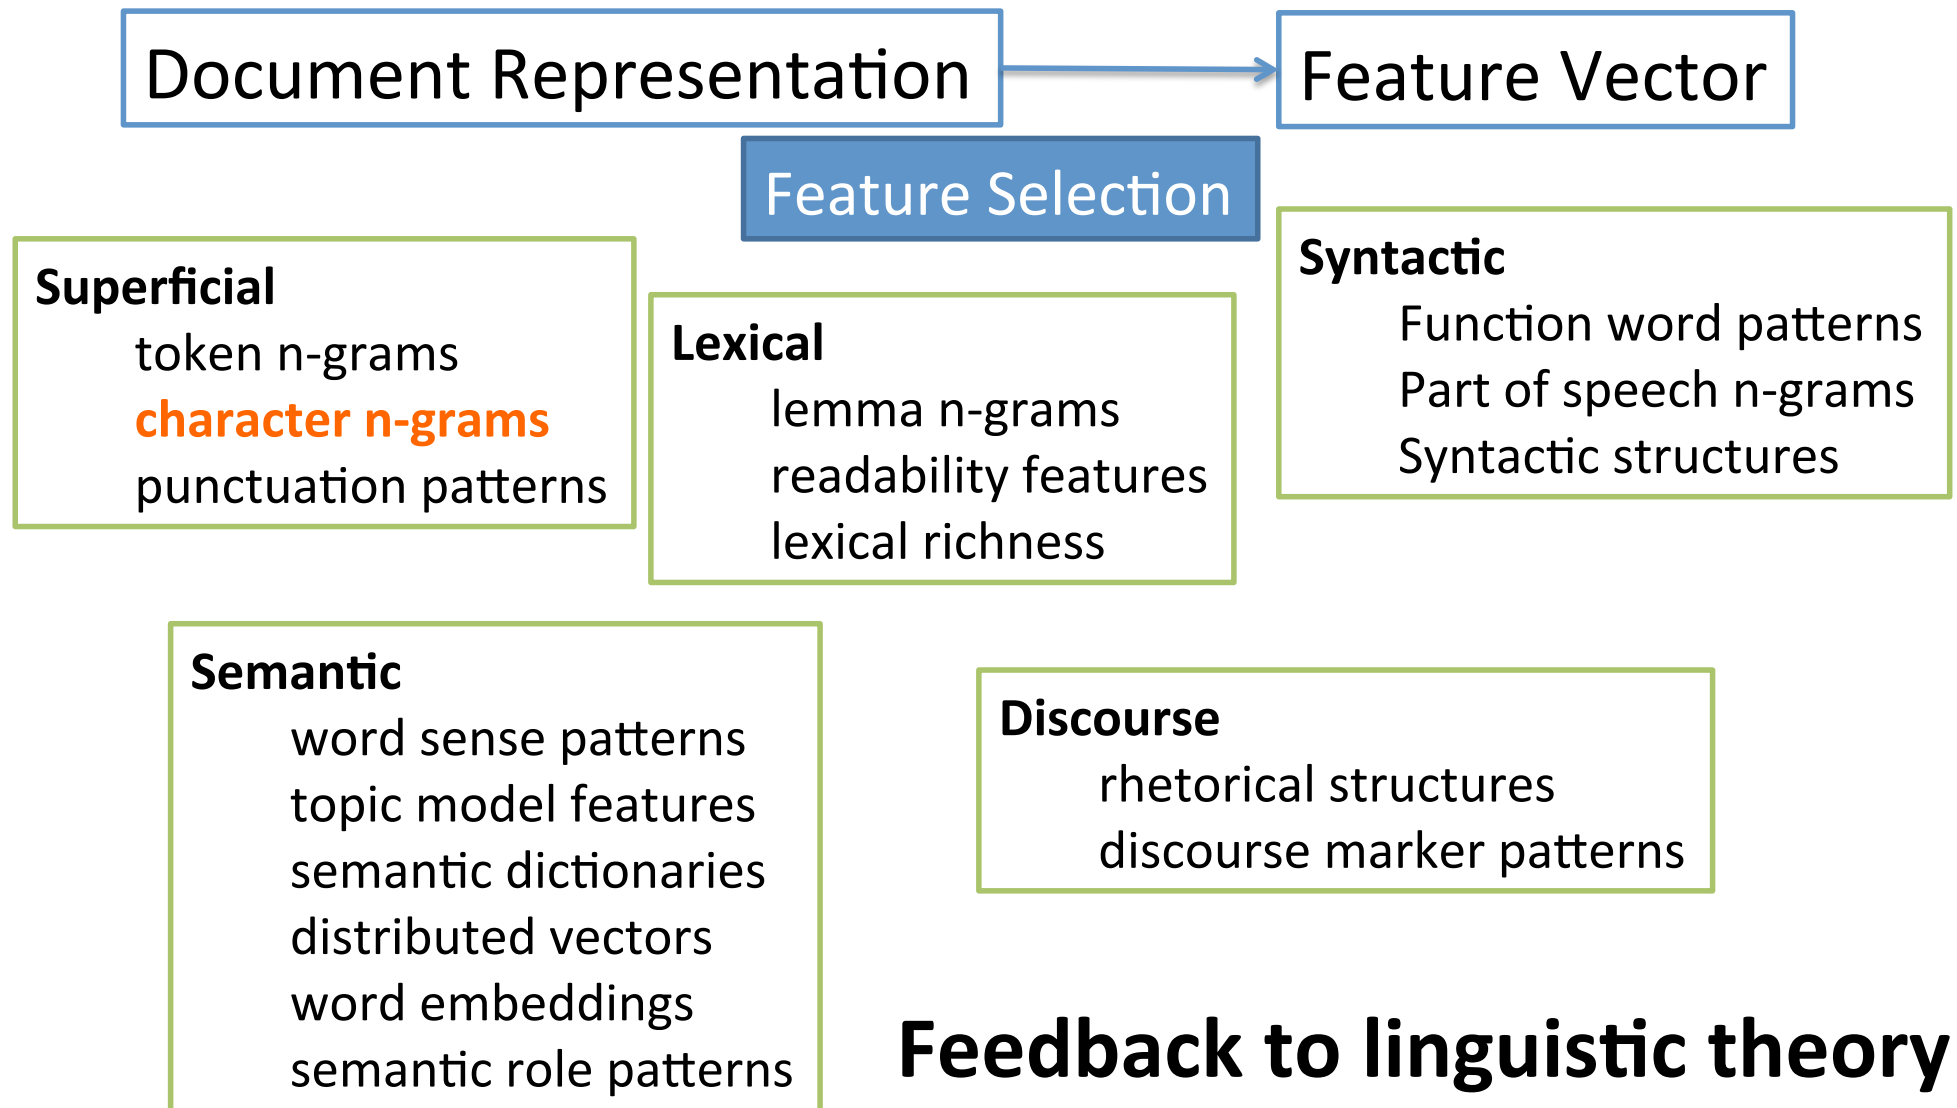 Document Representation
Feature Vector
Feature Selection
Superficial
token n-grams
character n-grams
punctuation patterns
Lexical
lemma n-grams
readability features
lexical richness
Syntactic
Function word patterns
Part of speech n-grams
Syntactic structures
Semantic
word sense patterns
topic model features
semantic dictionaries
distributed vectors
word embeddings
semantic role patterns
Discourse
rhetorical structures
discourse marker patterns
Feedback to linguistic theory